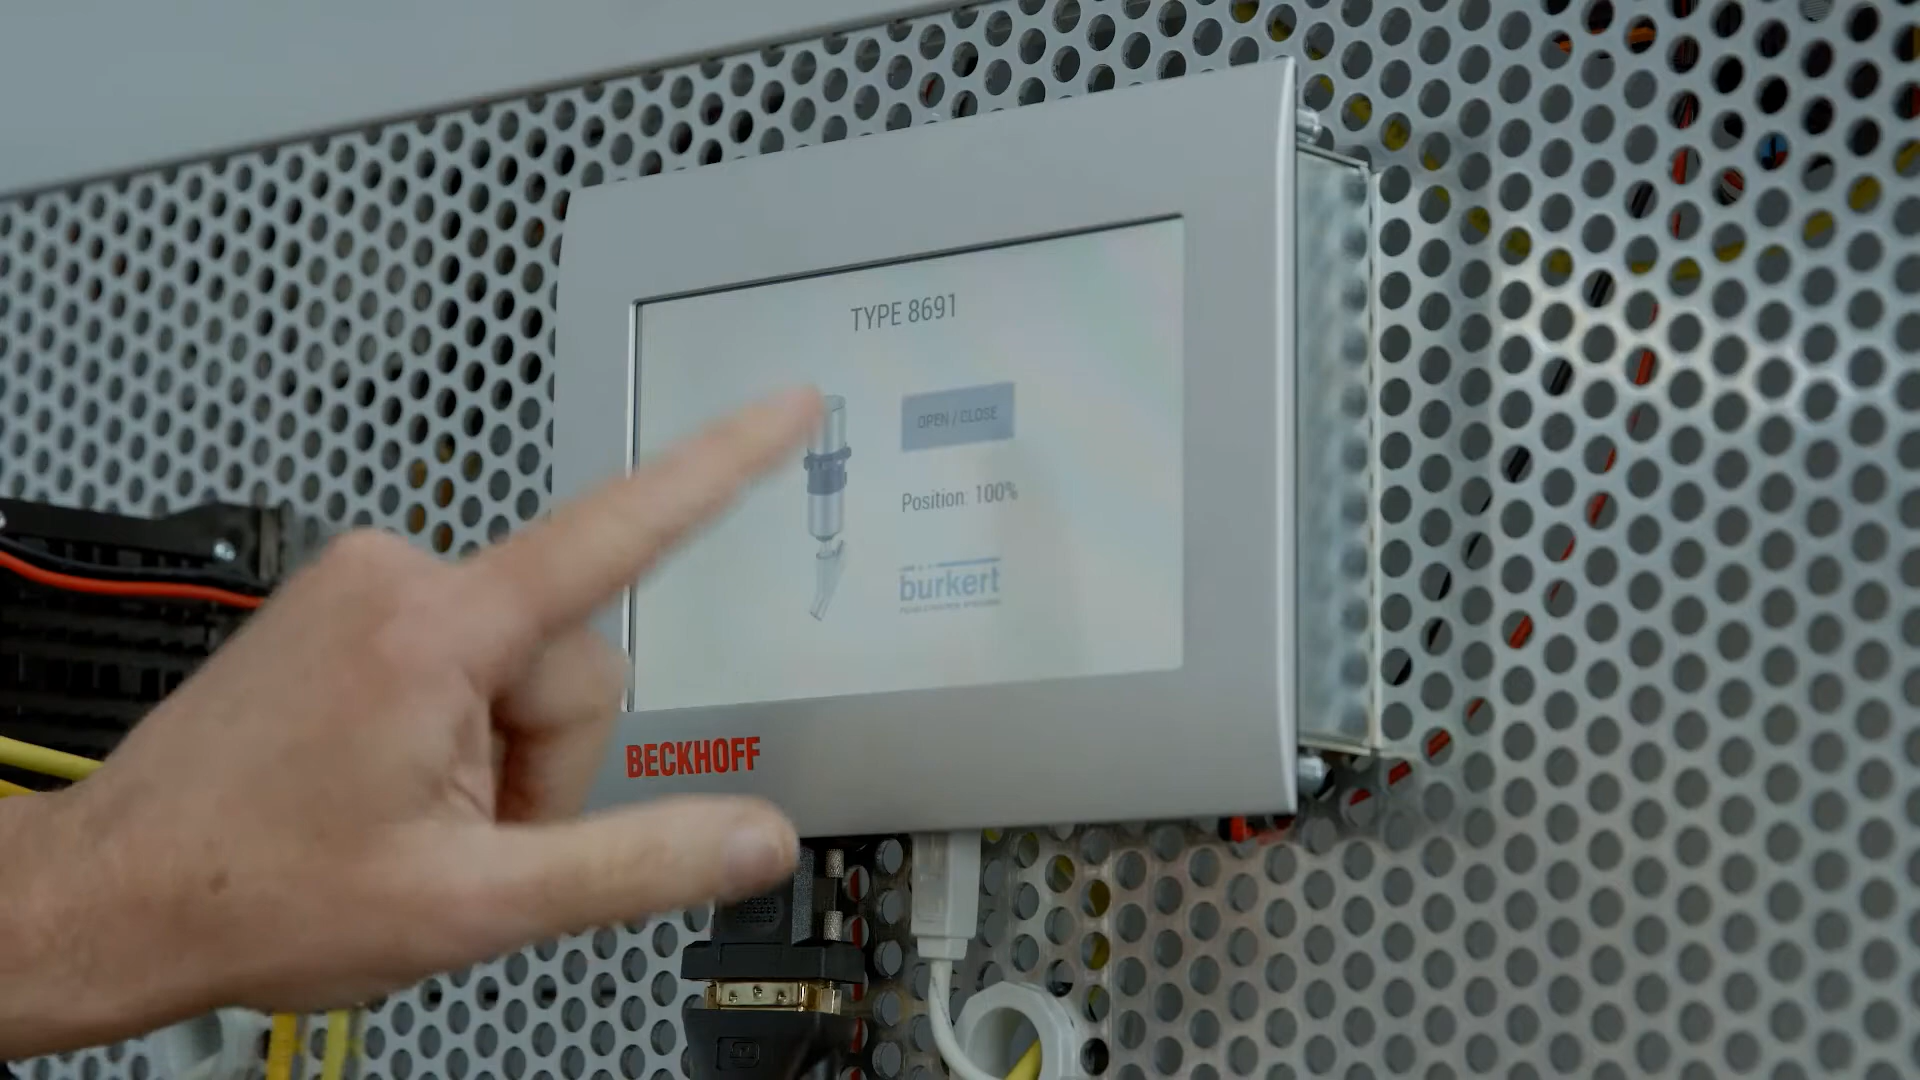 TYPE 8691
OPEN / CLOSE
Position: 100%
burkert
BECKHOFF